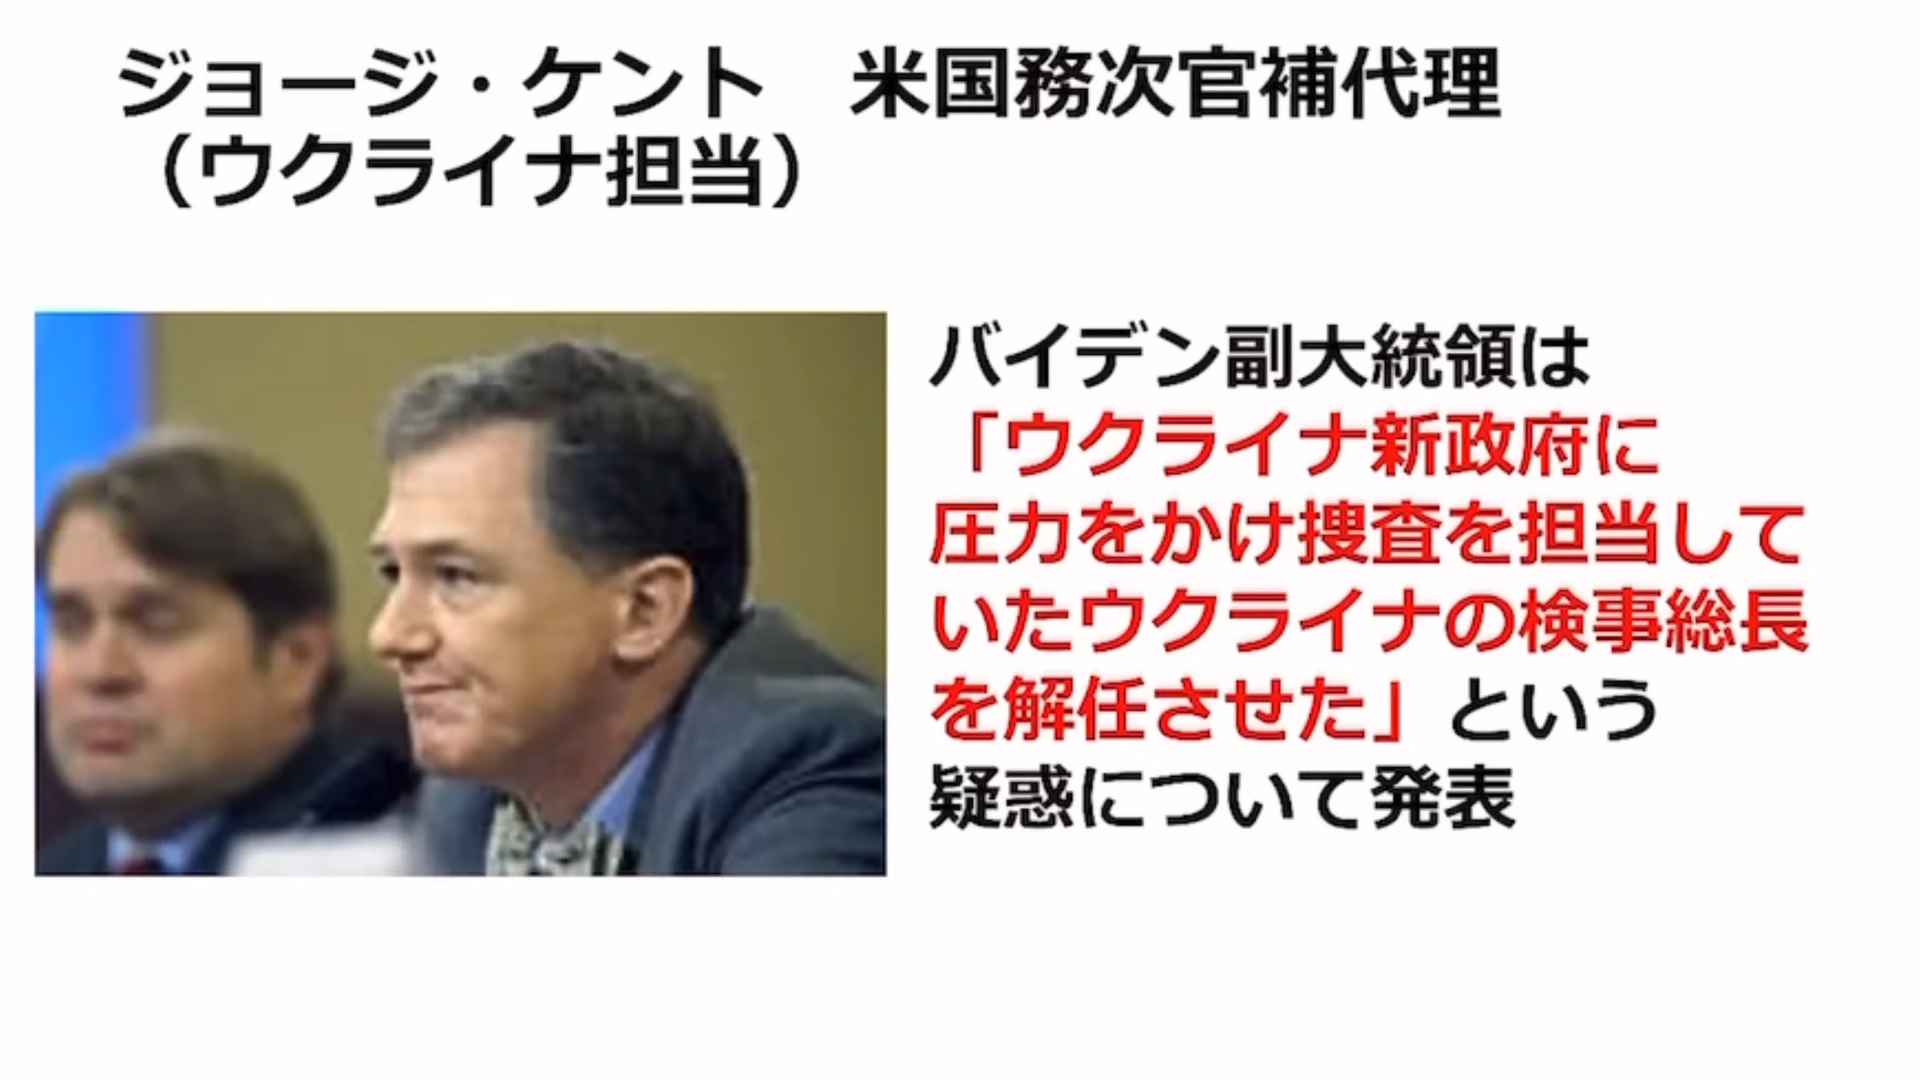 ジョージ・ケント　米国務次官補代理
（ウクライナ担当）
バイデン副大統領は
「ウクライナ新政府に
圧力をかけ捜査を担当して
いたウクライナの検事総長
を解任させた」という
疑惑について発表